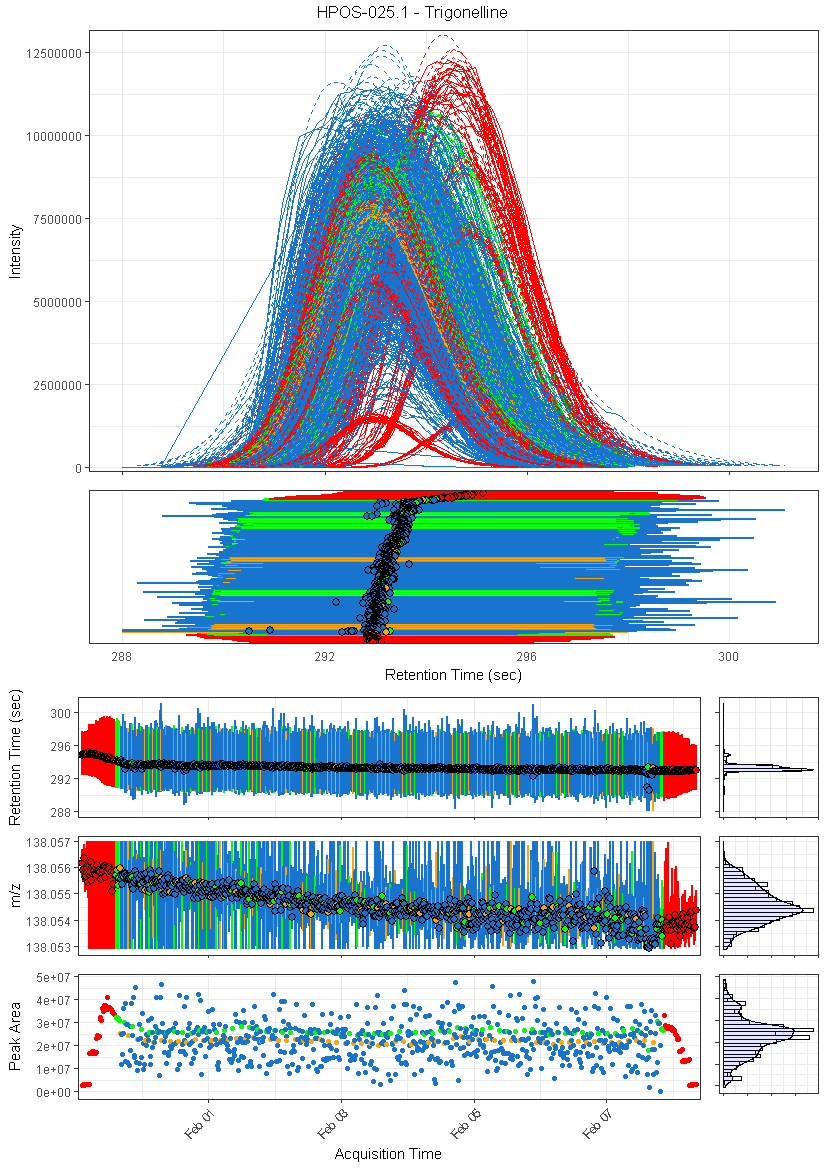 HPOS-025.1 - Trigonelline
12500000
10000000
7500000
5000000
2500000
0
Intensity
288
292
296
300
Retention Time (sec)
300
296
292
288
Retention Time (sec)
138.057
138.056
138.055
138.054
138.053
m/z
5e+07
4e+07
3e+07
2e+07
1e+07
0e+00
Peak Area
Feb 01
Feb 03
Feb 05
Feb 07
Acquisition Time